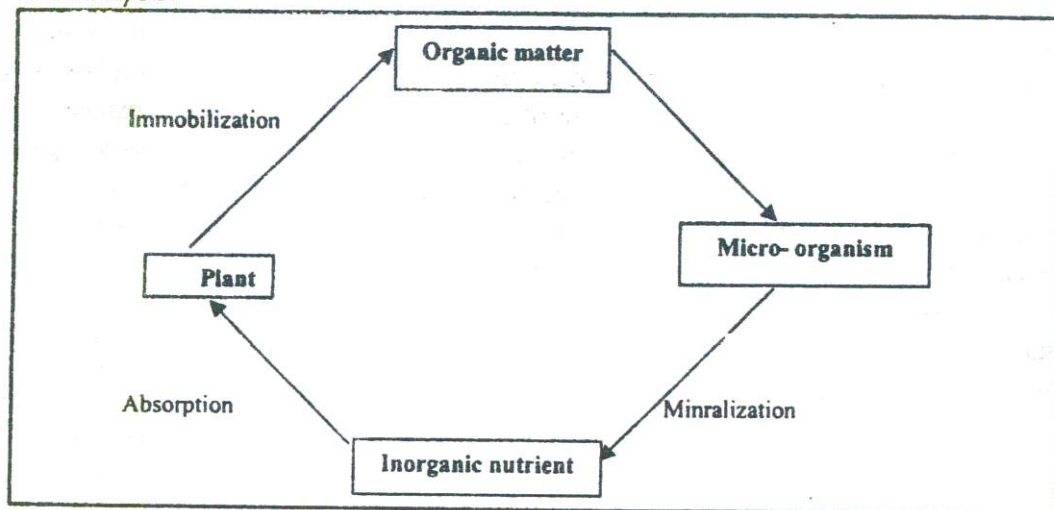 Organic matter
Immobilization
Micro- organism
Plant
Absorption
Minralization
Inorganic nutrient